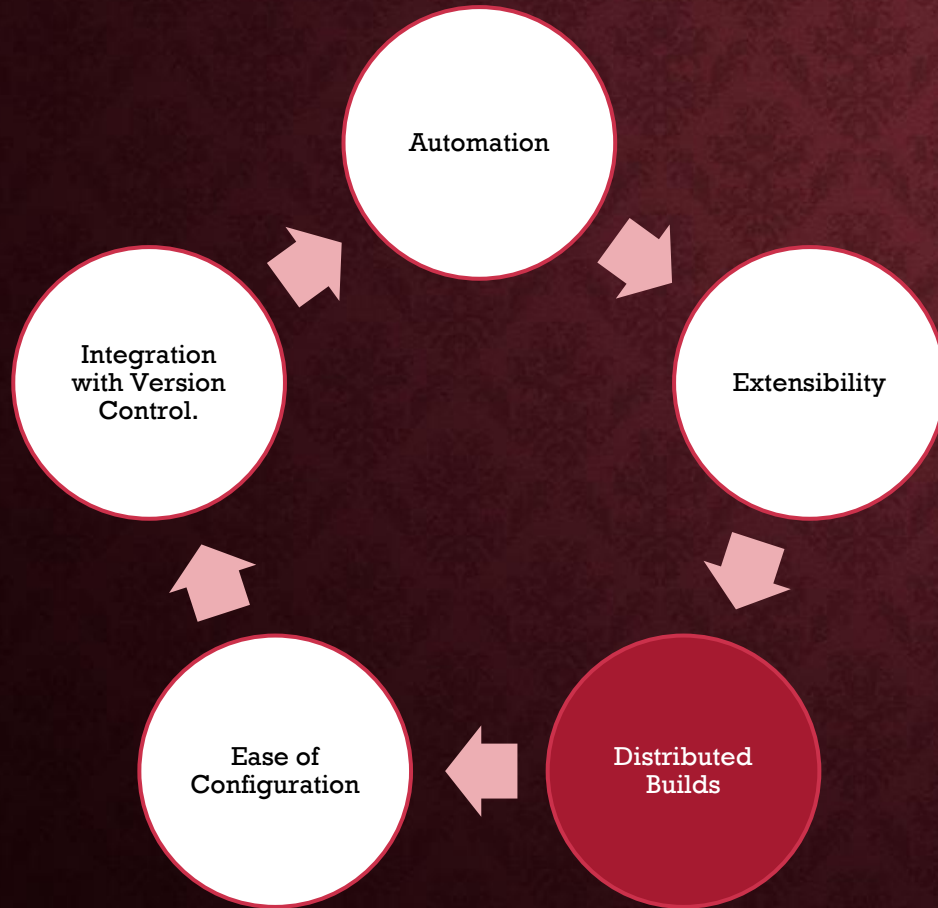 Automation
Extensibility
Distributed
Builds
Ease of
Configuration
Integration
with Version
Control.